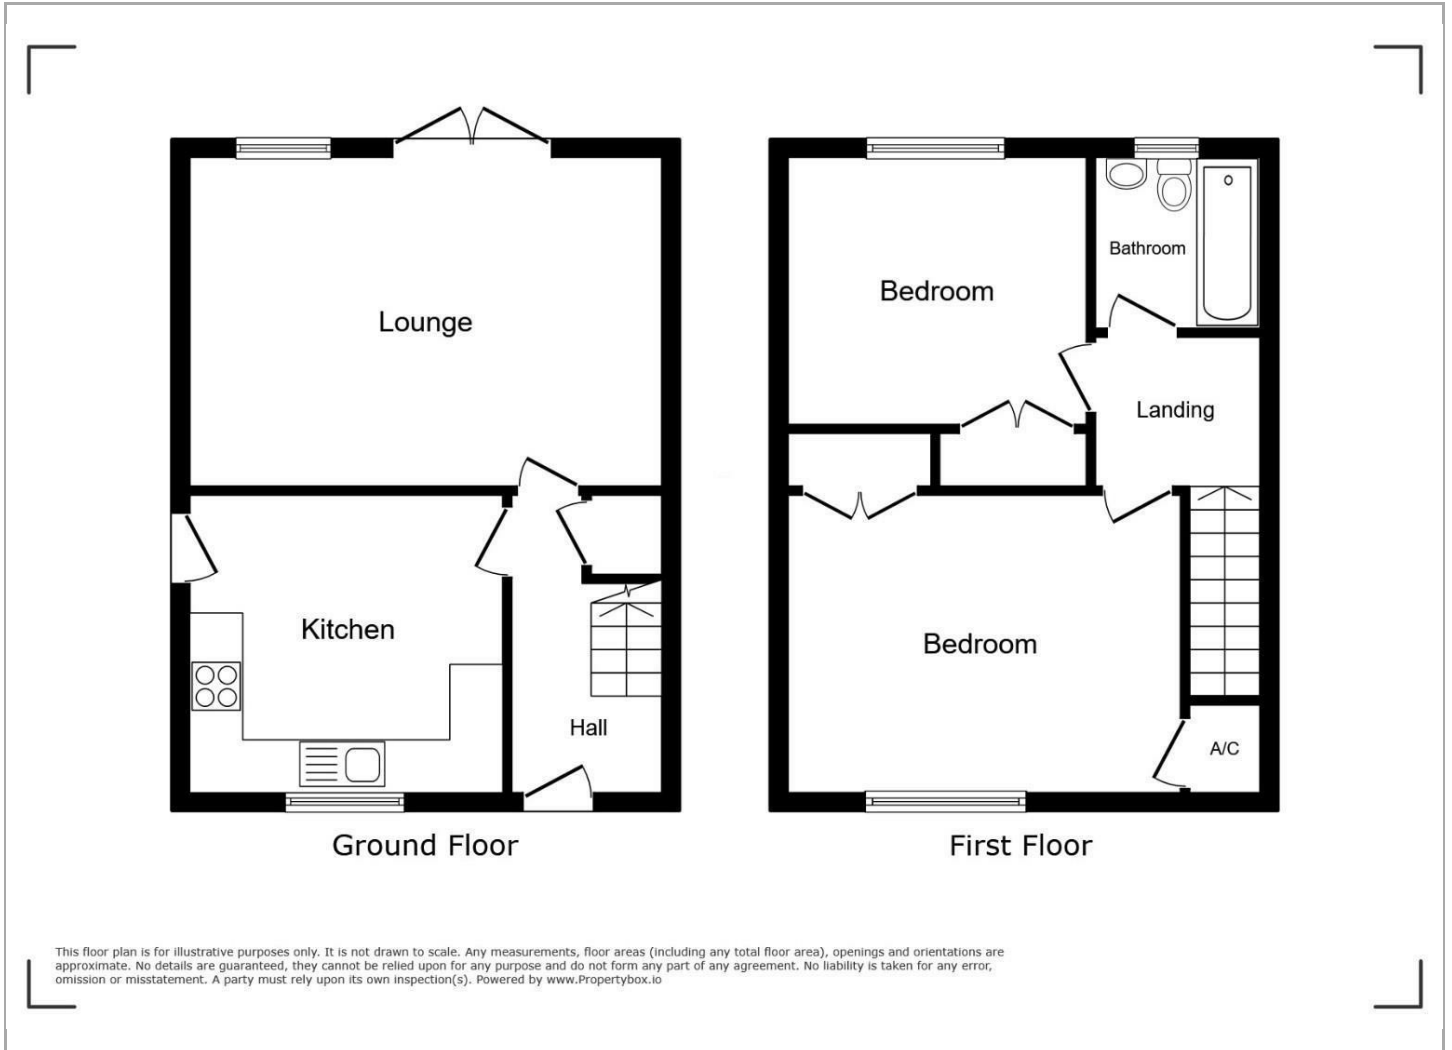 Lounge
Kitchen
Hall
Ground Floor
Bedroom
Bathroom
Landing
Bedroom
A/C
First Floor
This floor plan is for illustrative purposes only. It is not drawn to scale. Any measurements, floor areas (including any total floor area), openings and orientations are
approximate. No details are guaranteed, they cannot be relied upon for any purpose and do not form any part of any agreement. No liability is taken for any error,
omission or misstatement. A party must rely upon its own inspection(s). Powered by www.Propertybox.io